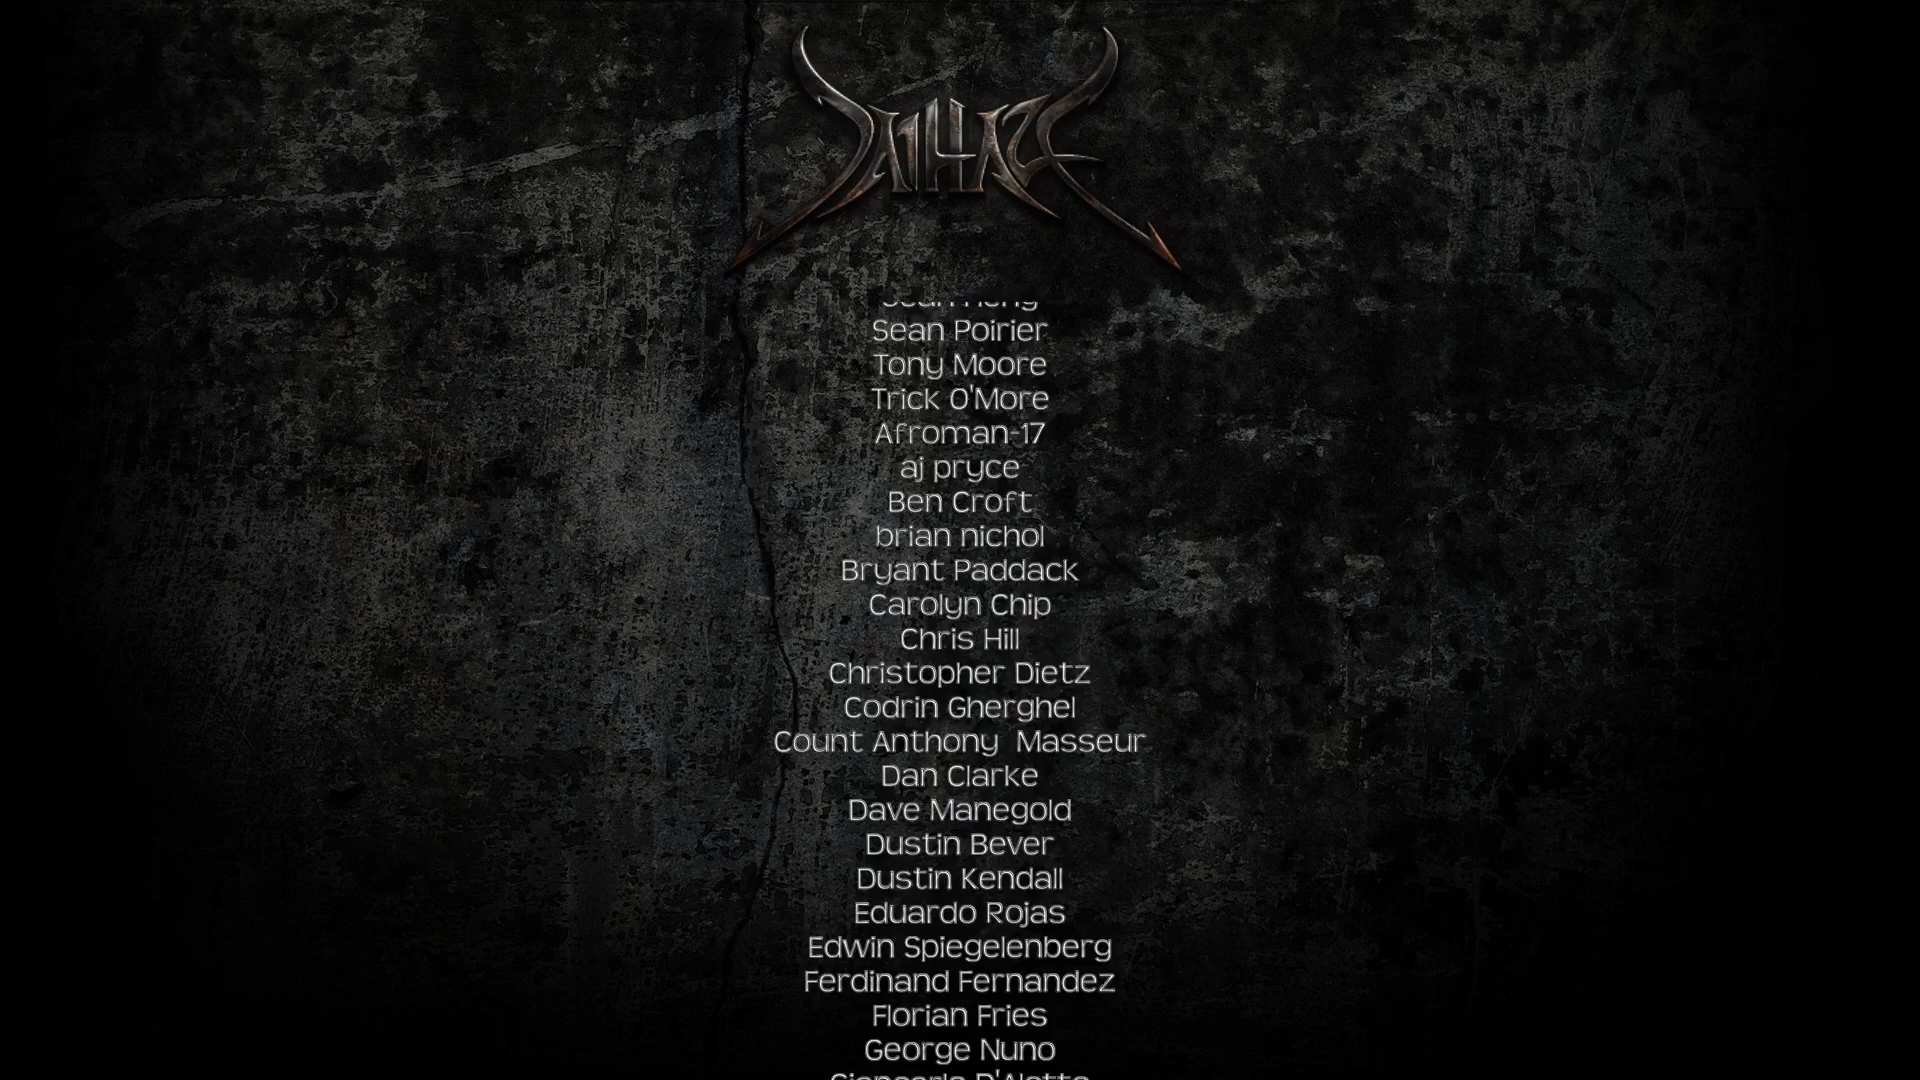 Sean Poirier
Tony Moore
Trick O'More
Afroman-17
aj pryce
Ben Croft
brian nichol
Bryant Paddack
Carolyn Chip
Chris Hill
Christopher Dietz
Codrin Gherghel
Count Anthony  Masseur
Dan Clarke
Dave Manegold
Dustin Bever
Dustin Kendall
Eduardo Rojas
Edwin Spiegelenberg
Ferdinand Fernandez
Florian Fries
George Nuno